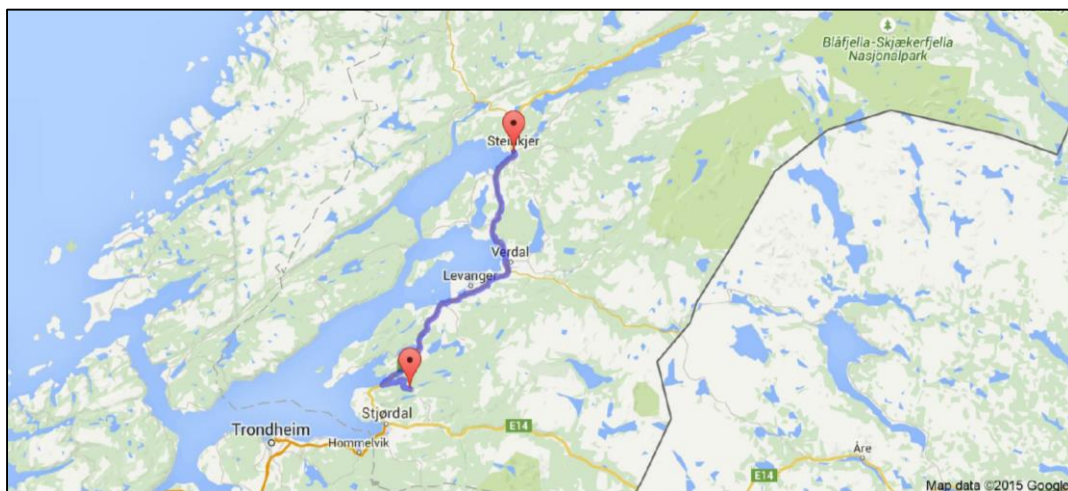 Blåfjella-Skjækerfjella
Nasjonalpark
Steinkjer
Verdal
Levanger
Stjørdal
E14
Trondheim
Hommelvik
Åre
E14
Map data ©2015 Google